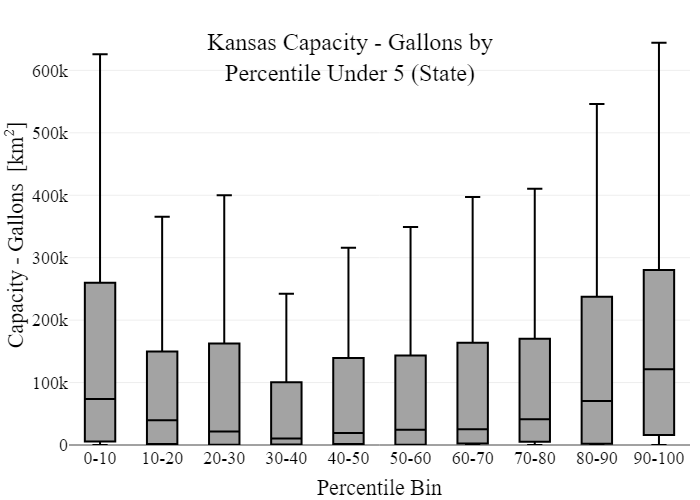 Kansas Capacity - Gallons by
Percentile Under 5 (State)
Capacity - Gallons [km²]
600k
500k
400k
300k
200k
100k
0
0-10 10-20 20-30 30-40 40-50 50-60 60-70 70-80 80-90 90-100
Percentile Bin